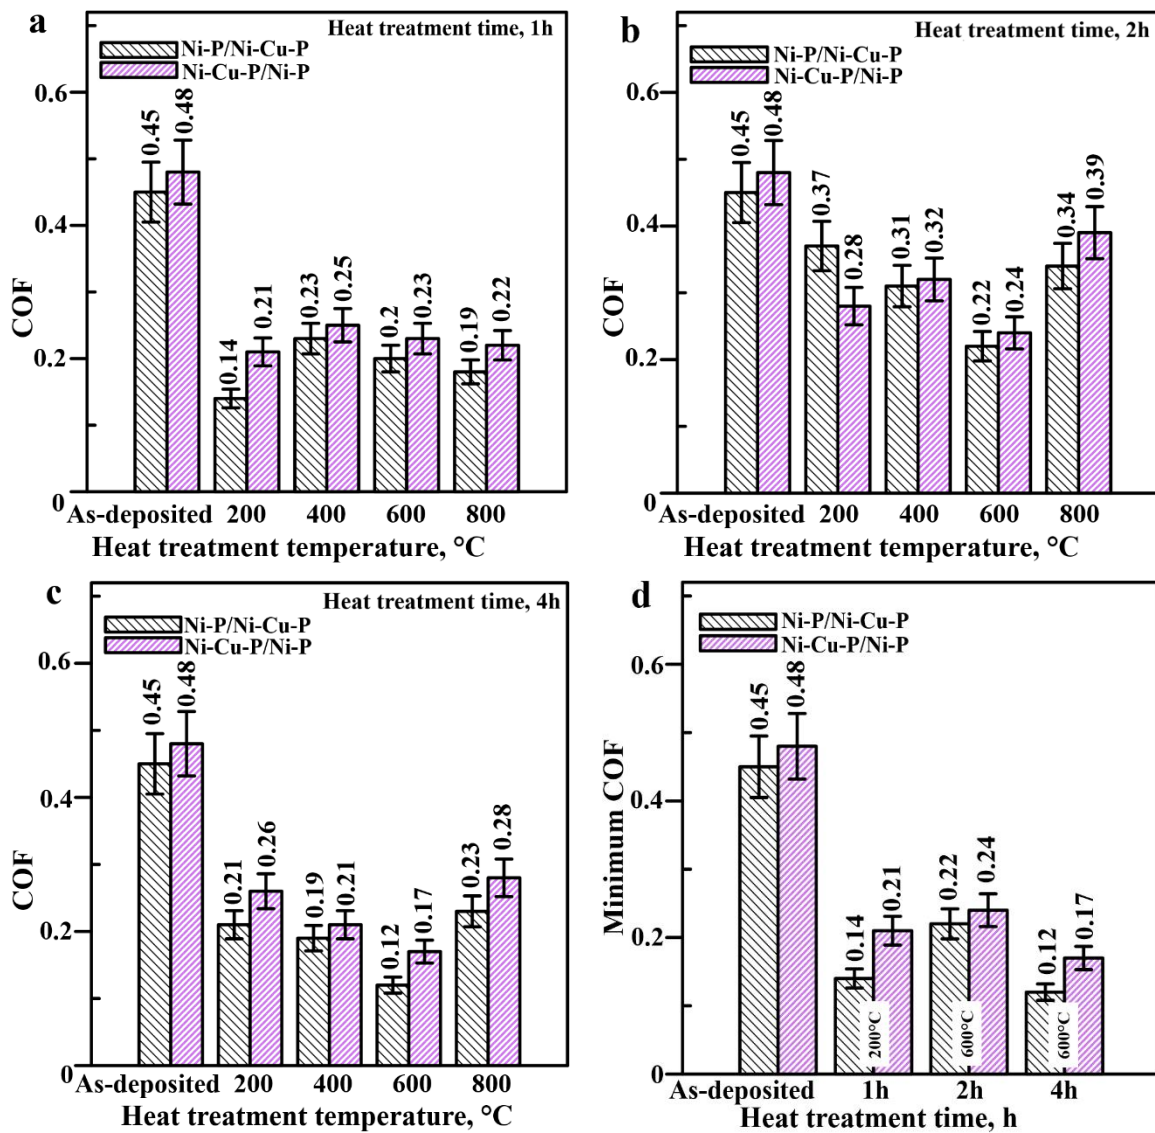 a
Heat treatment time, 1h
Ni-P/Ni-Cu-P
Ni-Cu-P/Ni-P
COF
0.6
0.4
0.2
0
0.45
0.48
0.14
0.21
0.23
0.25
0.2
0.23
0.19
0.22
As-deposited 200 400 600 800
Heat treatment temperature, °C
b
Heat treatment time, 2h
Ni-P/Ni-Cu-P
Ni-Cu-P/Ni-P
COF
0.6
0.4
0.2
0
0.45
0.48
0.37
0.28
0.31
0.32
0.22
0.24
0.34
0.39
As-deposited 200 400 600 800
Heat treatment temperature, °C
c
Heat treatment time, 4h
Ni-P/Ni-Cu-P
Ni-Cu-P/Ni-P
COF
0.6
0.4
0.2
0
0.45
0.48
0.21
0.26
0.19
0.21
0.12
0.17
0.23
0.28
As-deposited 200 400 600 800
Heat treatment temperature, °C
d
Ni-P/Ni-Cu-P
Ni-Cu-P/Ni-P
Minimum COF
0.6
0.4
0.2
0
0.45
0.48
0.14
0.21
0.22
0.24
0.12
0.17
200°C
600°C
600°C
As-deposited 1h 2h 4h
Heat treatment time, h